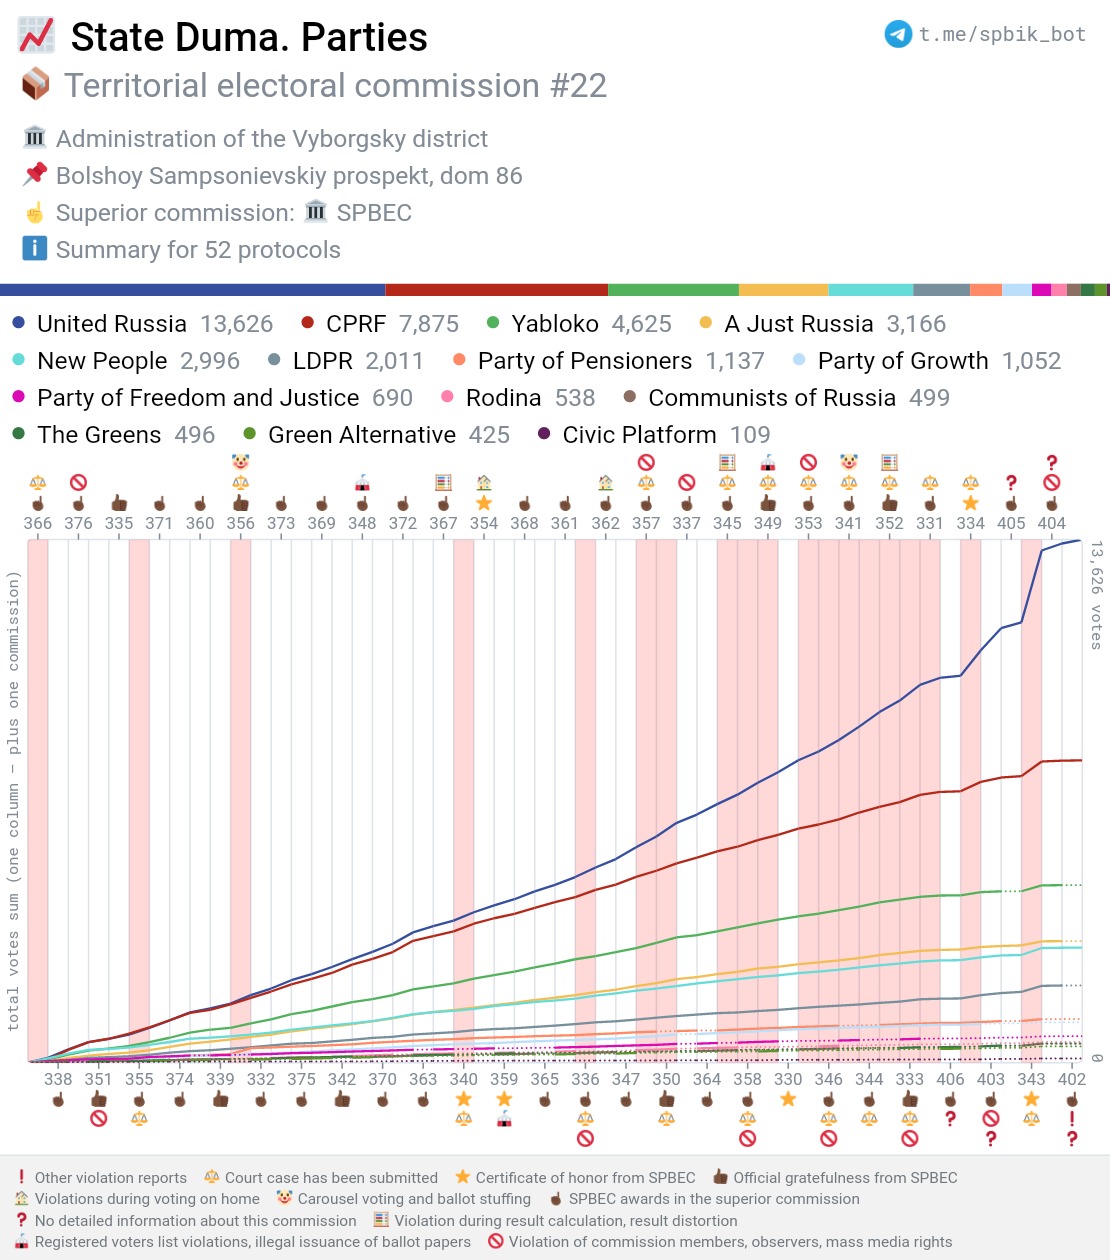 State Duma. Parties
t.me/spbik_bot
Territorial electoral commission #22
Administration of the Vyborgsky district
Bolshoy Sampsonievskiy prospekt, dom 86
Superior commission: SPBEC
Summary for 52 protocols
United Russia 13,626 CPRF 7,875 Yabloko 4,625 A Just Russia 3,166
New People 2,996 LDPR 2,011 Party of Pensioners 1,137 Party of Growth 1,052
Party of Freedom and Justice 690 Rodina 538 Communists of Russia 499
The Greens 496 Green Alternative 425 Civic Platform 109
366 376 335 371 360 356 373 369 348 372 367 354 368 361 362 357 337 345 349 353 341 352 331 334 405 404
total votes sum (one column – plus one commission)
13,626 votes
0
338 351 355 374 339 332 375 342 370 363 340 359 365 336 347 350 364 358 330 346 344 333 406 403 343 402
Other violation reports Court case has been submitted Certificate of honor from SPBEC Official gratefulness from SPBEC
Violations during voting on home Carousel voting and ballot stuffing SPBEC awards in the superior commission
No detailed information about this commission Violation during result calculation, result distortion
Registered voters list violations, illegal issuance of ballot papers Violation of commission members, observers, mass media rights